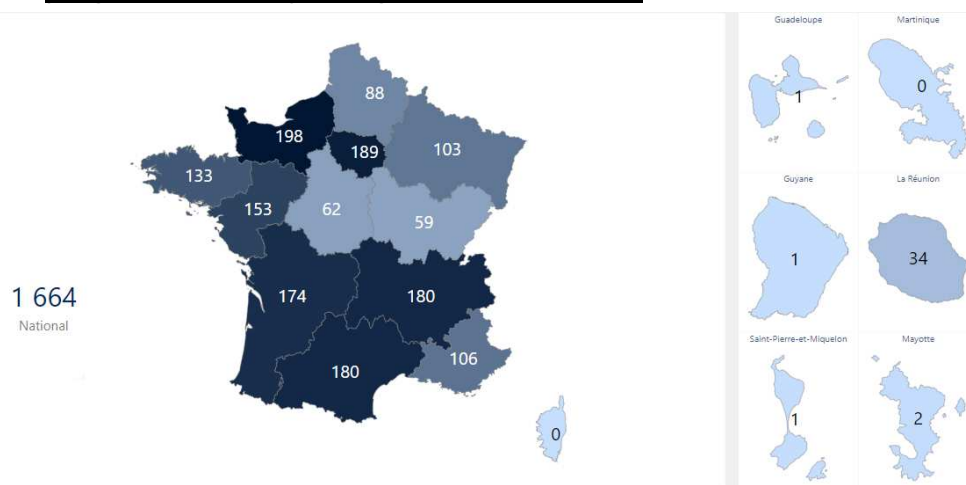 88
198
189
103
133
153
62
59
1 664
National
174
180
180
106
0
Guadeloupe
1
Martinique
0
Guyane
1
La Réunion
34
Saint-Pierre-et-Miquelon
1
Mayotte
2